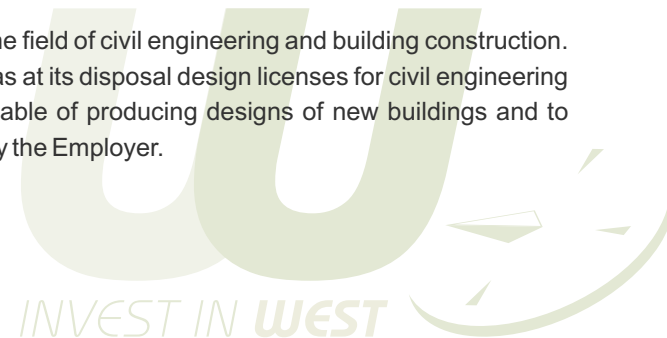 he field of civil engineering and building construction.
as at its disposal design licenses for civil engineering
able of producing designs of new buildings and to
y the Employer.
INVEST IN WEST